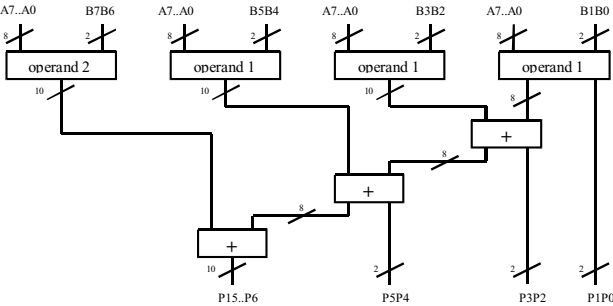 A7..A0 B7B6 A7..A0 B5B4 A7..A0 B3B2 A7..A0 B1B0
8 2 8 2 8 2 8 2
operand 2 operand 1 operand 1 operand 1
10 10 10 8
+
8
+
8
+
10 2 2 2
P15..P6 P5P4 P3P2 P1P0